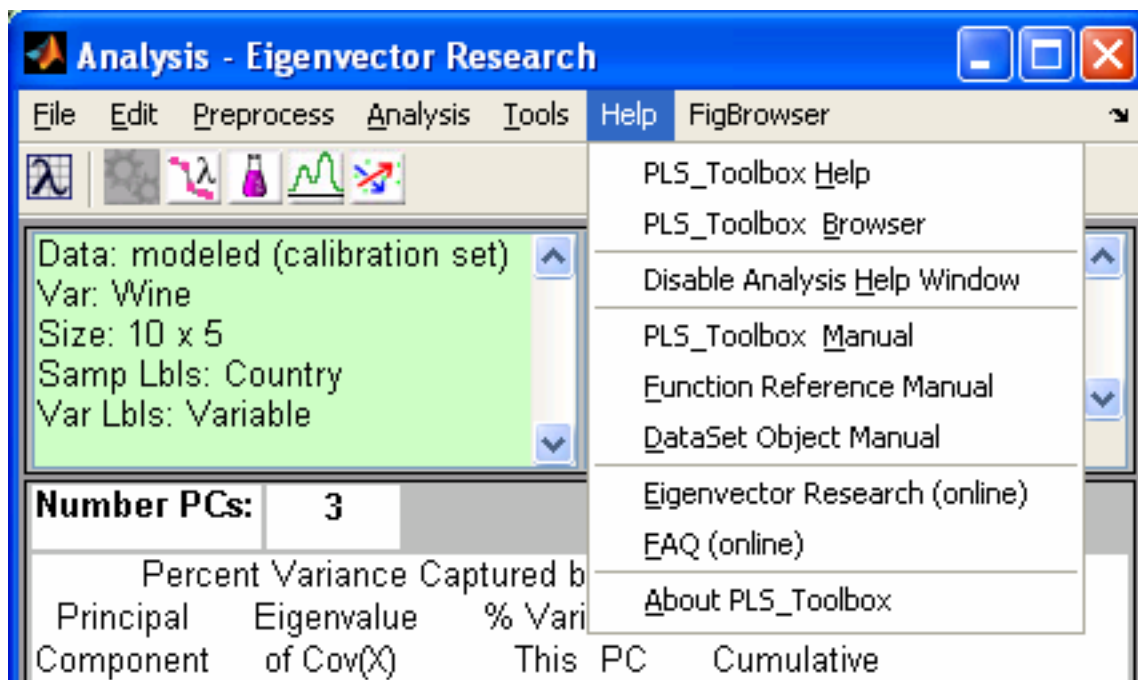 Analysis - Eigenvector Research
File Edit Preprocess Analysis Tools Help FigBrowser
Data: modeled (calibration set)
Var: Wine
Size: 10 x 5
Samp Lbls: Country
Var Lbls: Variable
PLS_Toolbox Help
PLS_Toolbox Browser
Disable Analysis Help Window
PLS_Toolbox Manual
Function Reference Manual
DataSet Object Manual
Eigenvector Research (online)
FAQ (online)
About PLS_Toolbox
Number PCs: 3
Percent Variance Captured b
Principal Eigenvalue % Vari
Component of Cov(X) This PC Cumulative